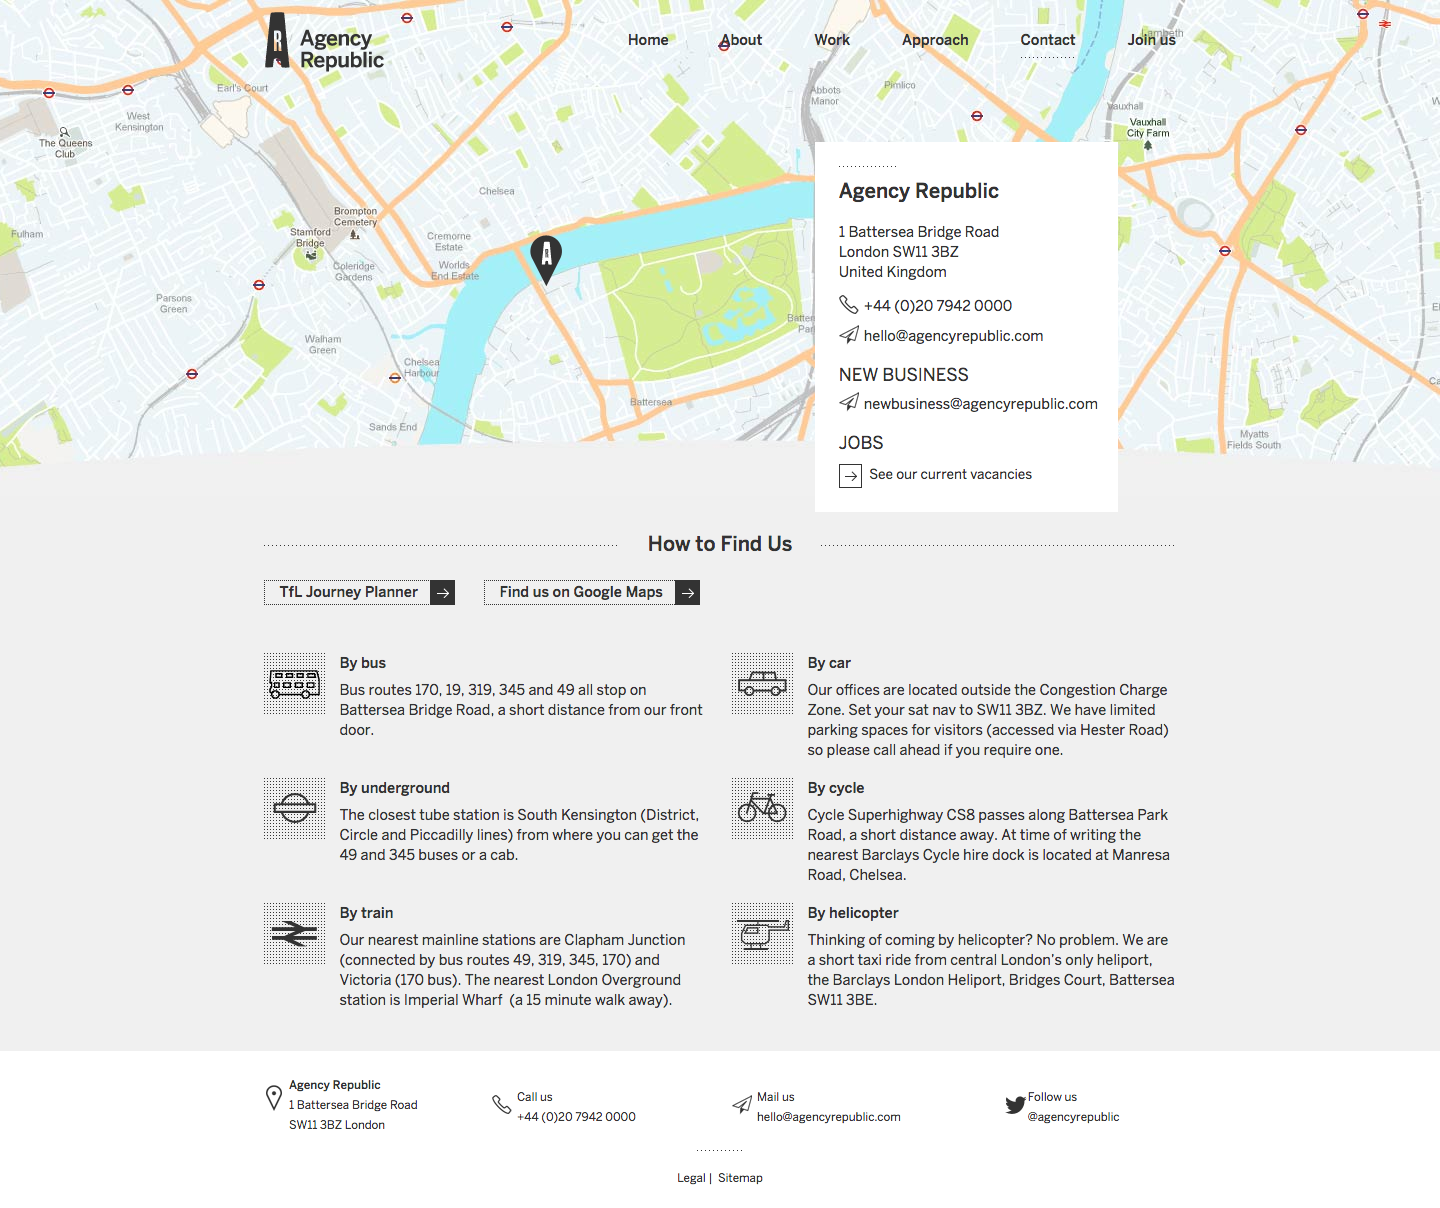 R
Agency
Republic
Home
About
Work
Approach
Contact
Join us
Earl's Court
West
Kensington
The Queens
Club
Abbots
Manor
Pimlico
Vauxhall
City Farm
Chelsea
Brompton
Cemetery
Stamford
Bridge
Fulham
Cremorne
Estate
Coleridge
Gardens
Worlds
End Estate
Parsons
Green
Walham
Green
Chelsea
Harbour
Battersea
Sands End
Myatts
Fields South
A
Agency Republic
1 Battersea Bridge Road
London SW11 3BZ
United Kingdom
+44 (0)20 7942 0000
hello@agencyrepublic.com
NEW BUSINESS
newbusiness@agencyrepublic.com
JOBS
See our current vacancies
How to Find Us
TfL Journey Planner
Find us on Google Maps
By bus
Bus routes 170, 19, 319, 345 and 49 all stop on
Battersea Bridge Road, a short distance from our front
door.
By car
Our offices are located outside the Congestion Charge
Zone. Set your sat nav to SW11 3BZ. We have limited
parking spaces for visitors (accessed via Hester Road)
so please call ahead if you require one.
By underground
The closest tube station is South Kensington (District,
Circle and Piccadilly lines) from where you can get the
49 and 345 buses or a cab.
By cycle
Cycle Superhighway CS8 passes along Battersea Park
Road, a short distance away. At time of writing the
nearest Barclays Cycle hire dock is located at Manresa
Road, Chelsea.
By train
Our nearest mainline stations are Clapham Junction
(connected by bus routes 49, 319, 345, 170) and
Victoria (170 bus). The nearest London Overground
station is Imperial Wharf (a 15 minute walk away).
By helicopter
Thinking of coming by helicopter? No problem. We are
a short taxi ride from central London's only heliport,
the Barclays London Heliport, Bridges Court, Battersea
SW11 3BE.
Agency Republic
1 Battersea Bridge Road
SW11 3BZ London
Call us
+44 (0)20 7942 0000
Mail us
hello@agencyrepublic.com
Follow us
@agencyrepublic
Legal | Sitemap